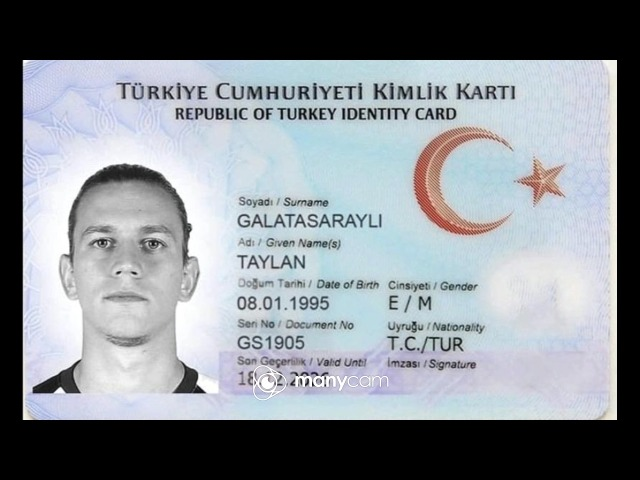 TÜRKİYE CUMHURİYETİ KİMLİK KARTI
REPUBLIC OF TURKEY IDENTITY CARD
Soyadı / Surname
GALATASARAYLI
Adı / Given Name(s)
TAYLAN
Doğum Tarihi / Date of Birth Cinsiyeti / Gender
08.01.1995 E / M
Seri No / Document No Uyruğu / Nationality
GS1905 T.C./TUR
Son Geçerlilik / Valid Until İmzası / Signature
manycam